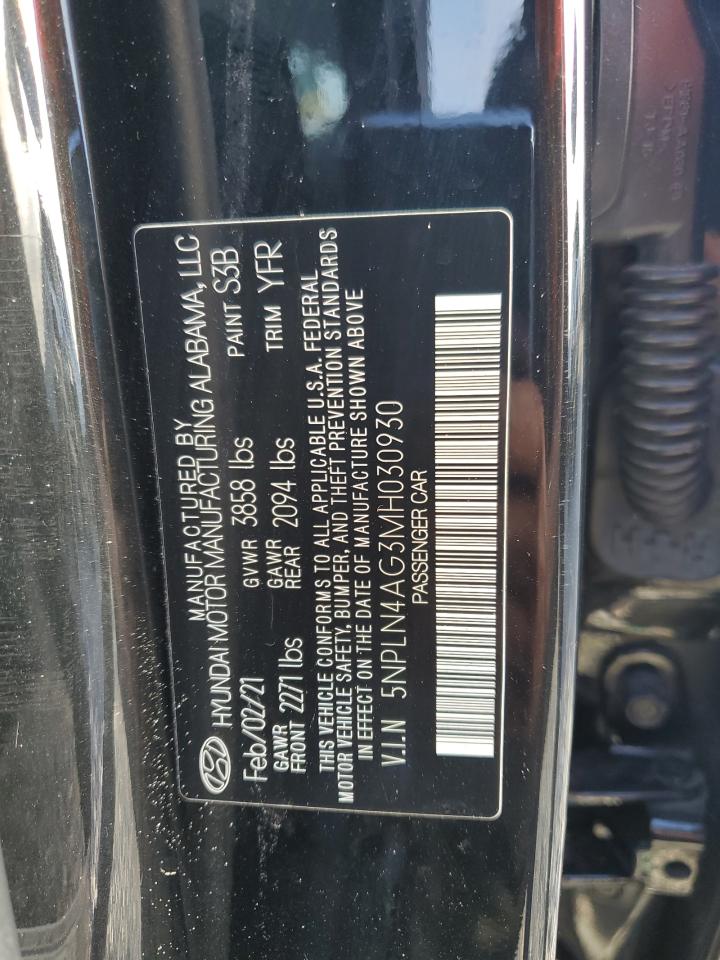 MANUFACTURED BY
HYUNDAI MOTOR MANUFACTURING ALABAMA, LLC
Feb/02/21 GVWR 3858 lbs PAINT S3B
GAWR FRONT 2271 lbs GAWR REAR 2094 lbs TRIM YFR
THIS VEHICLE CONFORMS TO ALL APPLICABLE U.S.A. FEDERAL
MOTOR VEHICLE SAFETY, BUMPER, AND THEFT PREVENTION STANDARDS
IN EFFECT ON THE DATE OF MANUFACTURE SHOWN ABOVE
V.I.N 5NPLN4AG3MH030930
PASSENGER CAR